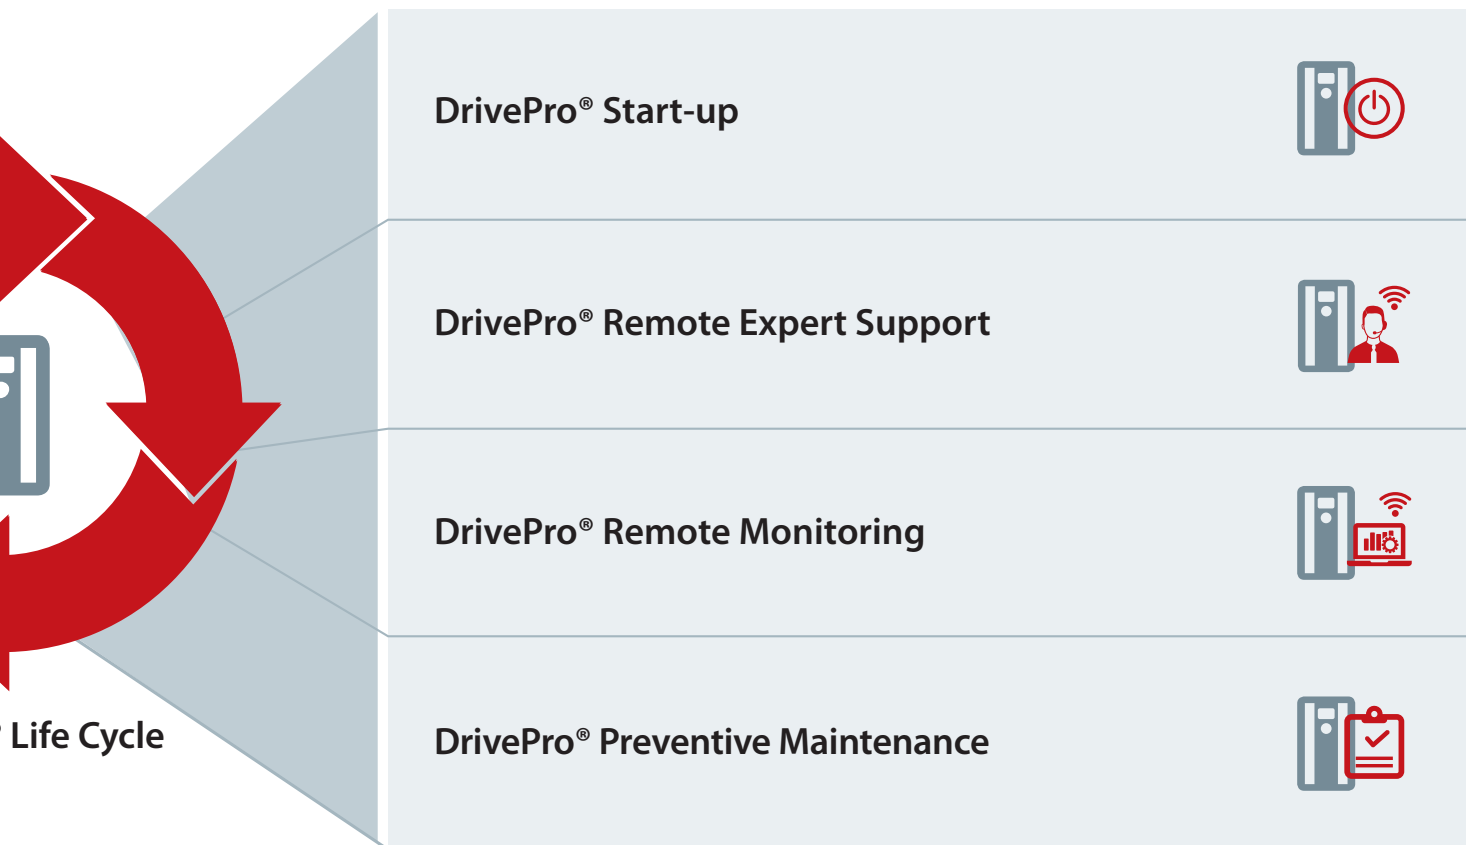 DrivePro® Start-up
DrivePro® Remote Expert Support
DrivePro® Remote Monitoring
DrivePro® Preventive Maintenance
® Life Cycle